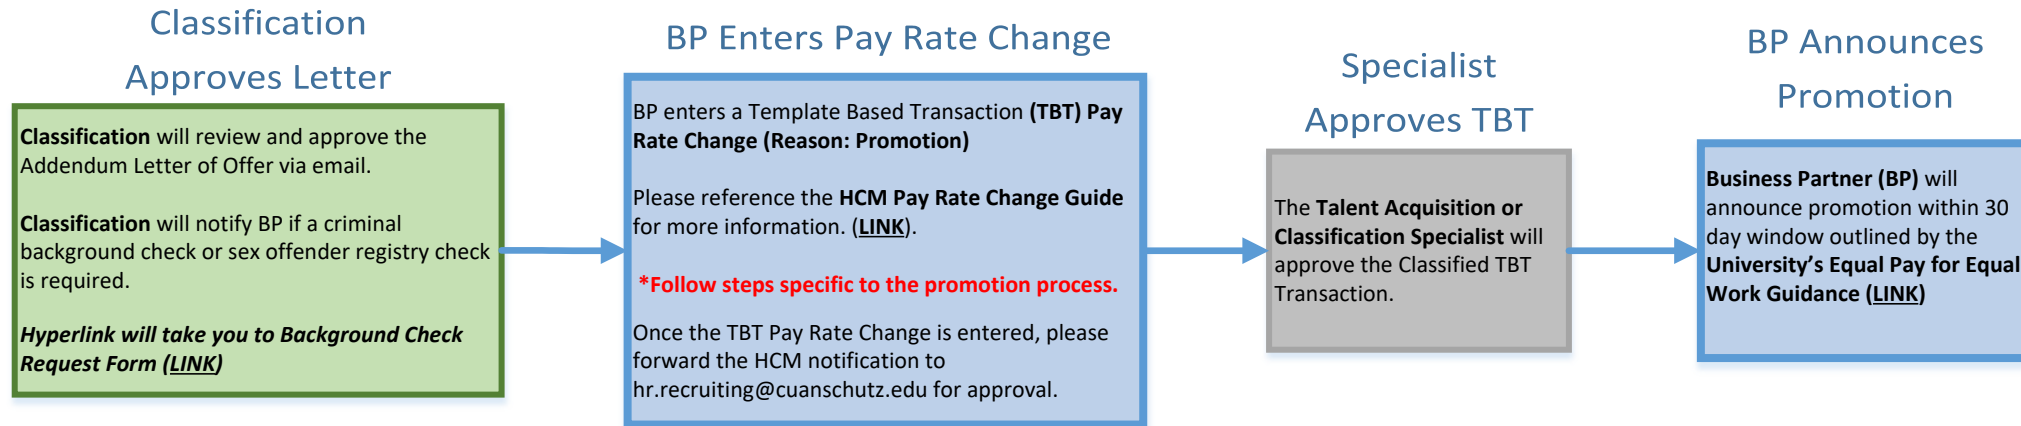 Classification
Approves Letter
Classification will review and approve the
Addendum Letter of Offer via email.
Classification will notify BP if a criminal
background check or sex offender registry check
is required.
Hyperlink will take you to Background Check
Request Form (LINK)
BP Enters Pay Rate Change
BP enters a Template Based Transaction (TBT) Pay
Rate Change (Reason: Promotion)
Please reference the HCM Pay Rate Change Guide
for more information. (LINK).
*Follow steps specific to the promotion process.
Once the TBT Pay Rate Change is entered, please
forward the HCM notification to
hr.recruiting@cuanschutz.edu for approval.
Specialist
Approves TBT
The Talent Acquisition or
Classification Specialist will
approve the Classified TBT
Transaction.
BP Announces
Promotion
Business Partner (BP) will
announce promotion within 30
day window outlined by the
University's Equal Pay for Equal
Work Guidance (LINK)